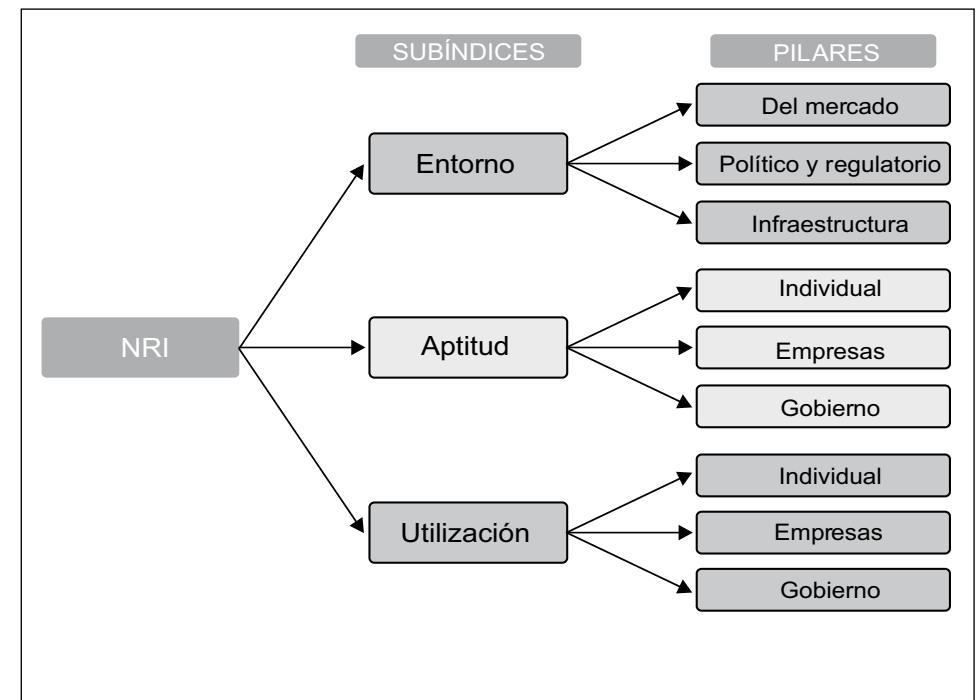 SUBÍNDICES
PILARES
NRI
Entorno
Del mercado
Político y regulatorio
Infraestructura
Aptitud
Individual
Empresas
Gobierno
Utilización
Individual
Empresas
Gobierno